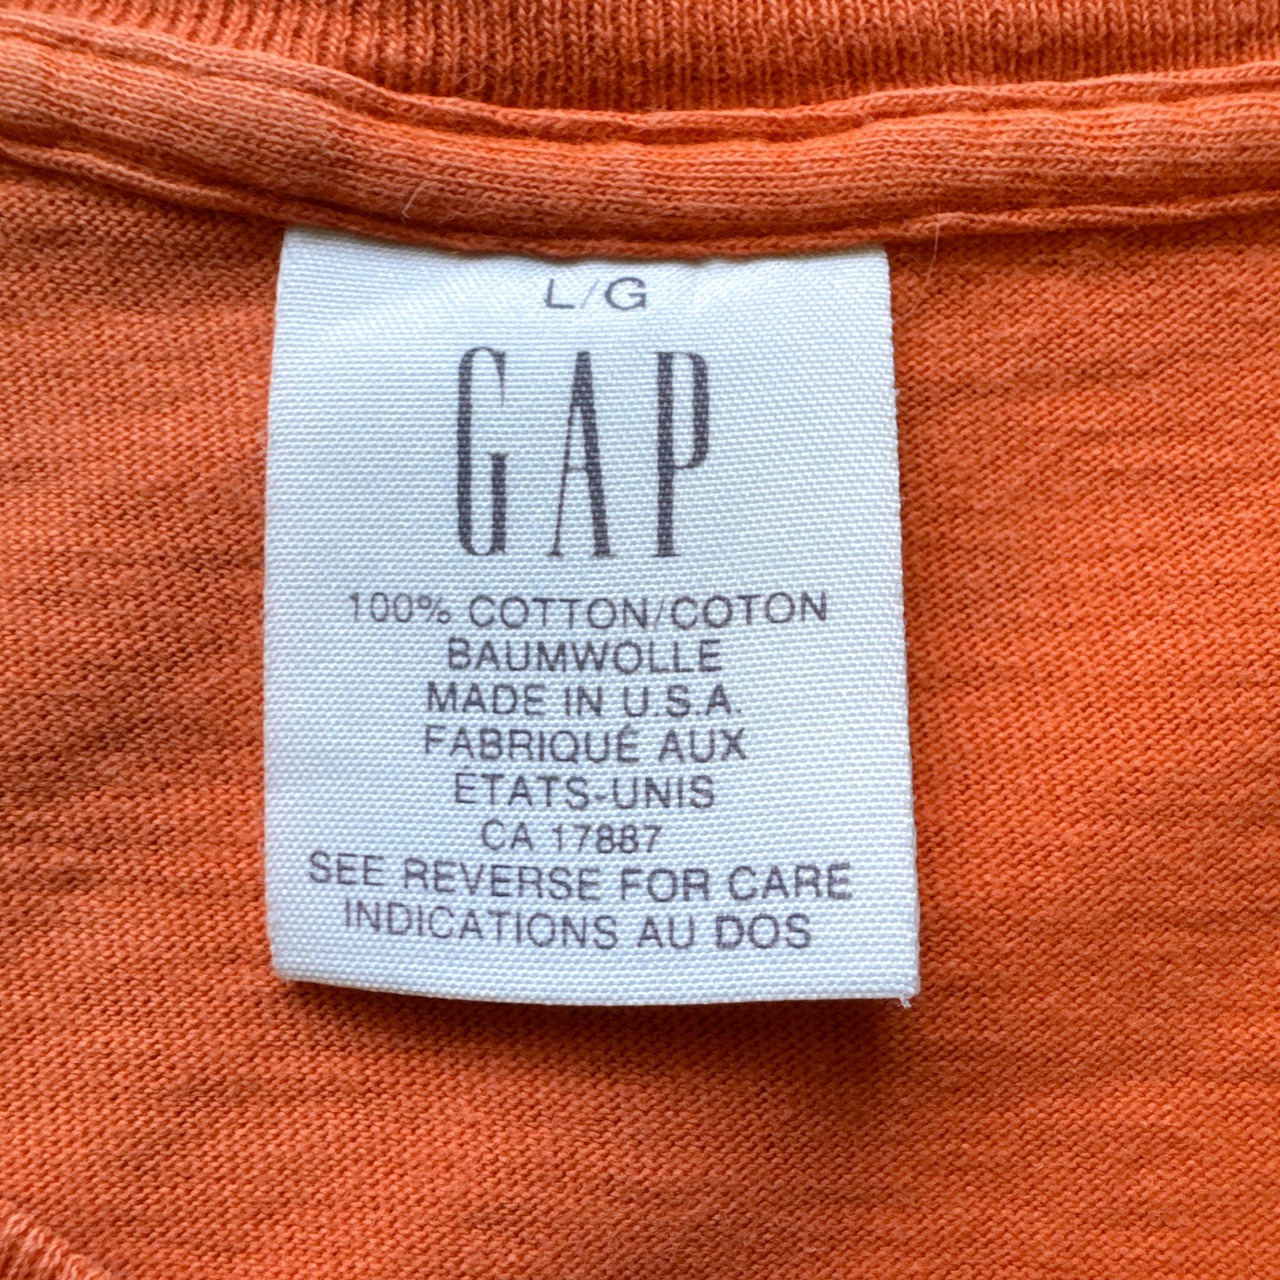 L/G
GAP
100% COTTON/COTON
BAUMWOLLE
MADE IN U.S.A.
FABRIQUÉ AUX
ETATS-UNIS
CA 17887
SEE REVERSE FOR CARE
INDICATIONS AU DOS